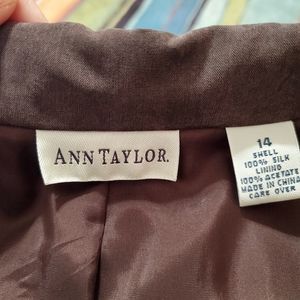 ANN TAYLOR.
14
SHELL
100% SILK
LINING
100% ACETATE
MADE IN CHINA
CARE OVER